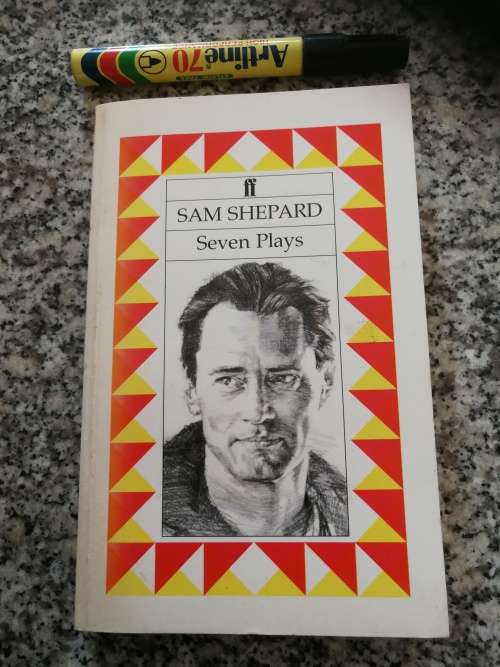 Artline 70
ff
SAM SHEPARD
Seven Plays